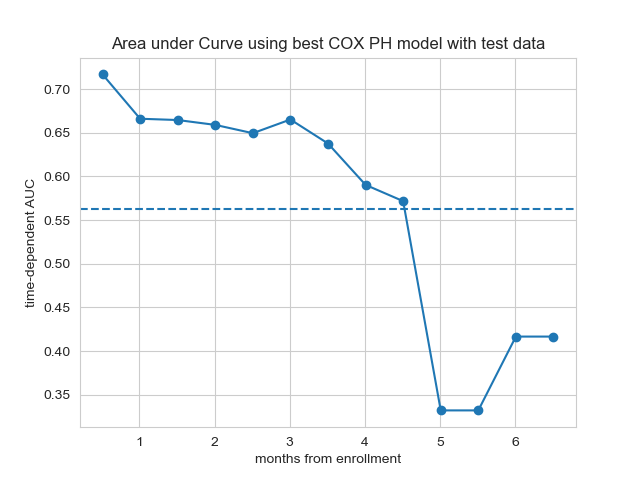 Area under Curve using best COX PH model with test data
time-dependent AUC
0.70
0.65
0.60
0.55
0.50
0.45
0.40
0.35
1 2 3 4 5 6
months from enrollment